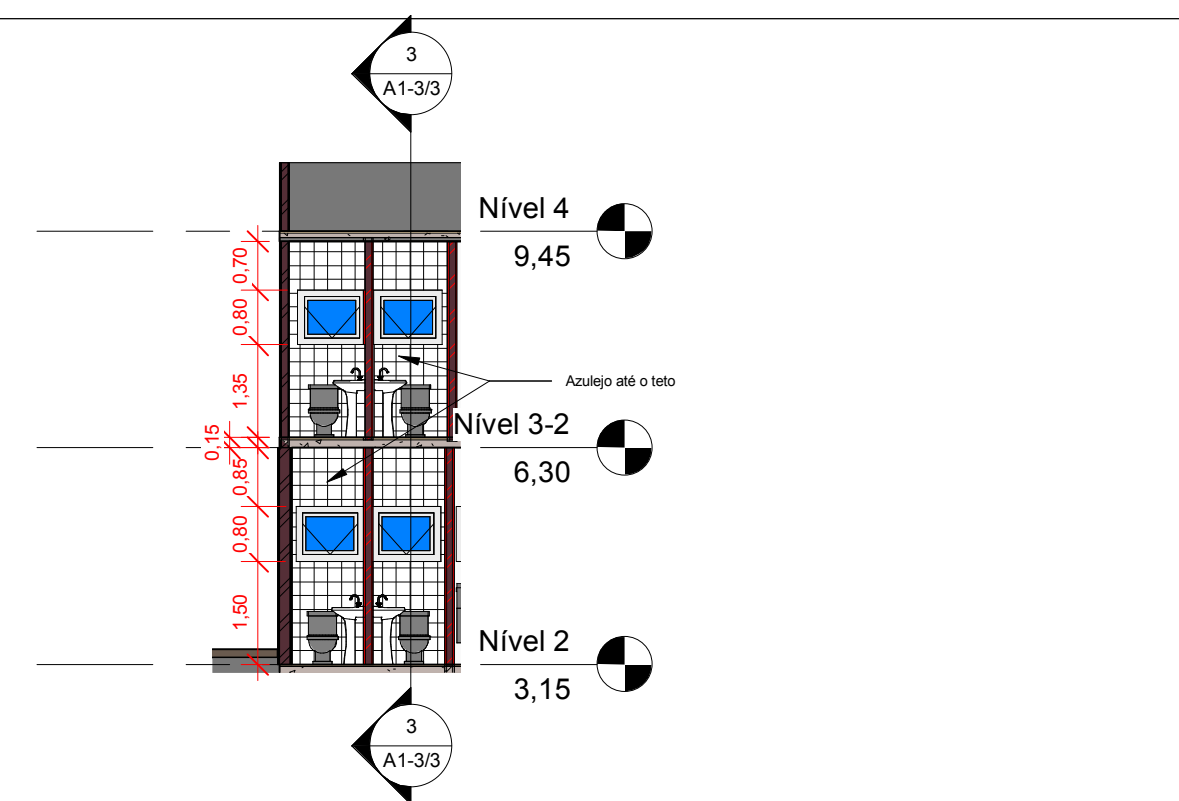 3
A1-3/3
Nível 4
9,45
0,70
0,80
1,35
Azulejo até o teto
0,15
Nível 3-2
6,30
0,85
0,80
1,50
Nível 2
3,15
3
A1-3/3